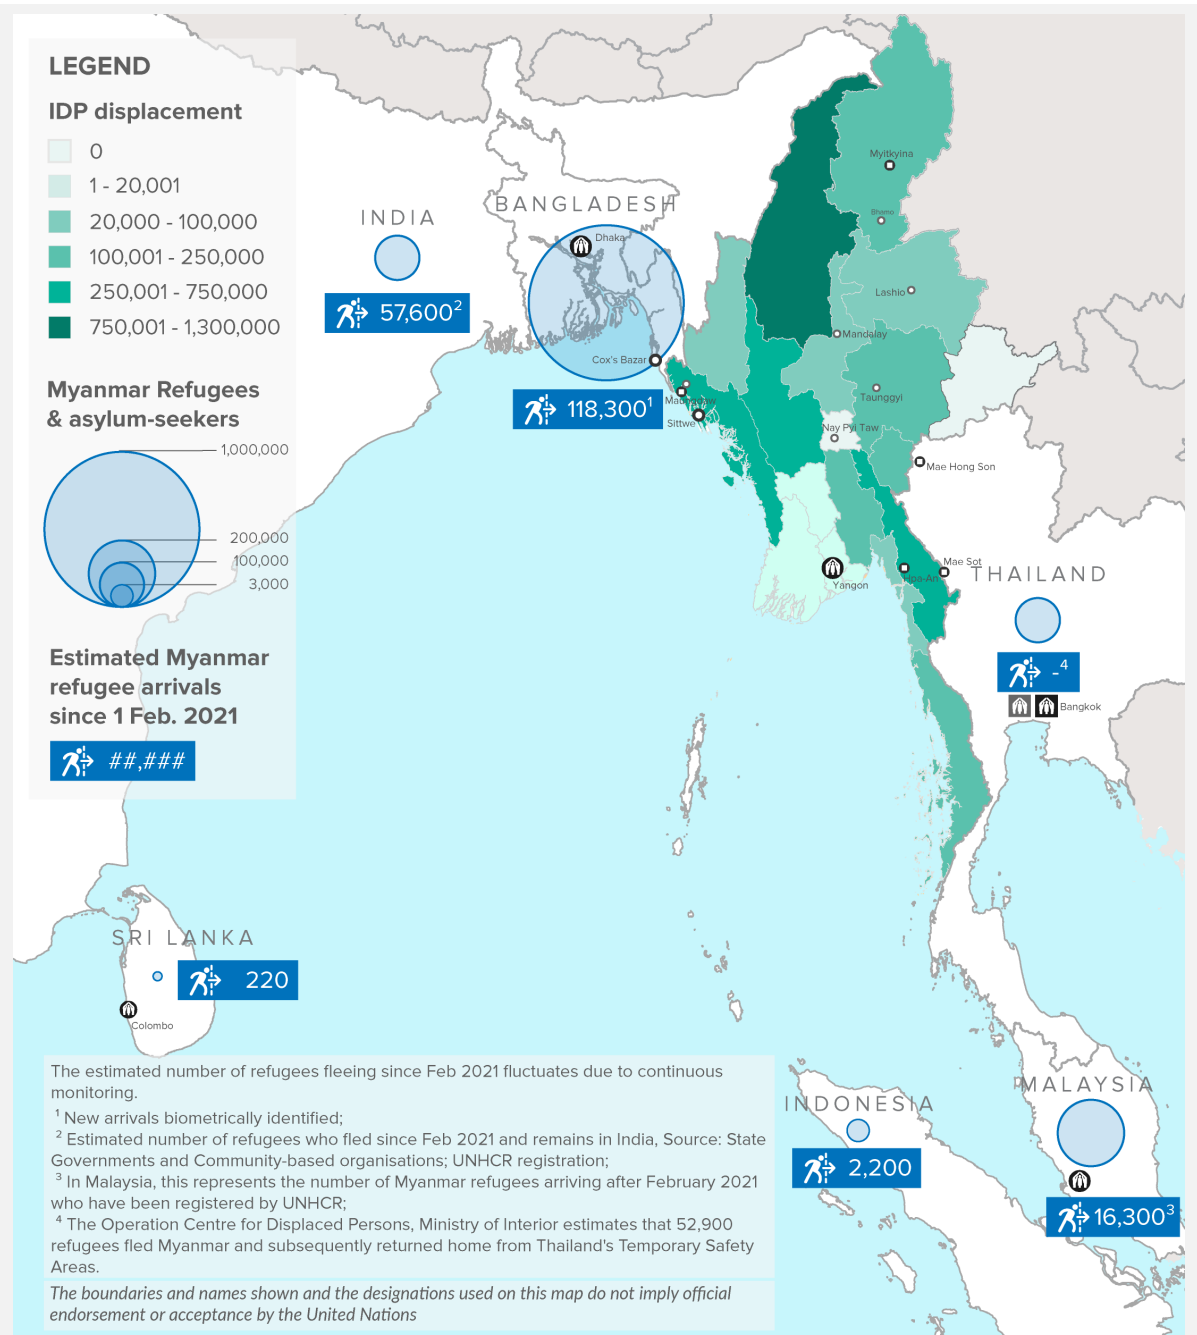 LEGEND
IDP displacement
0
1 - 20,001
20,000 - 100,000
100,001 - 250,000
250,001 - 750,000
750,001 - 1,300,000
Myanmar Refugees
& asylum-seekers
1,000,000
200,000
100,000
3,000
Estimated Myanmar
refugee arrivals
since 1 Feb. 2021
##,###
INDIA
57,600²
BANGLADESH
Dhaka
Cox's Bazar
118,300¹
Maungdaw
Sittwe
Myitkyina
Bhamo
Lashio
Mandalay
Taunggyi
Nay Pyi Taw
Mae Hong Son
Yangon
Hpa-An
Mae Sot
THAILAND
-⁴
Bangkok
SRI LANKA
220
Colombo
INDONESIA
2,200
MALAYSIA
16,300³
The estimated number of refugees fleeing since Feb 2021 fluctuates due to continuous
monitoring.
¹ New arrivals biometrically identified;
² Estimated number of refugees who fled since Feb 2021 and remains in India, Source: State
Governments and Community-based organisations; UNHCR registration;
³ In Malaysia, this represents the number of Myanmar refugees arriving after February 2021
who have been registered by UNHCR;
⁴ The Operation Centre for Displaced Persons, Ministry of Interior estimates that 52,900
refugees fled Myanmar and subsequently returned home from Thailand's Temporary Safety
Areas.
The boundaries and names shown and the designations used on this map do not imply official
endorsement or acceptance by the United Nations